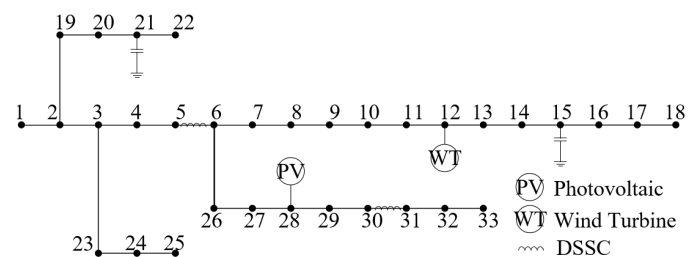 19 20 21 22
1 2 3 4 5 6 7 8 9 10 11 12 13 14 15 16 17 18
WT
PV
PV Photovoltaic
26 27 28 29 30 31 32 33
WT Wind Turbine
23 24 25
DSSC